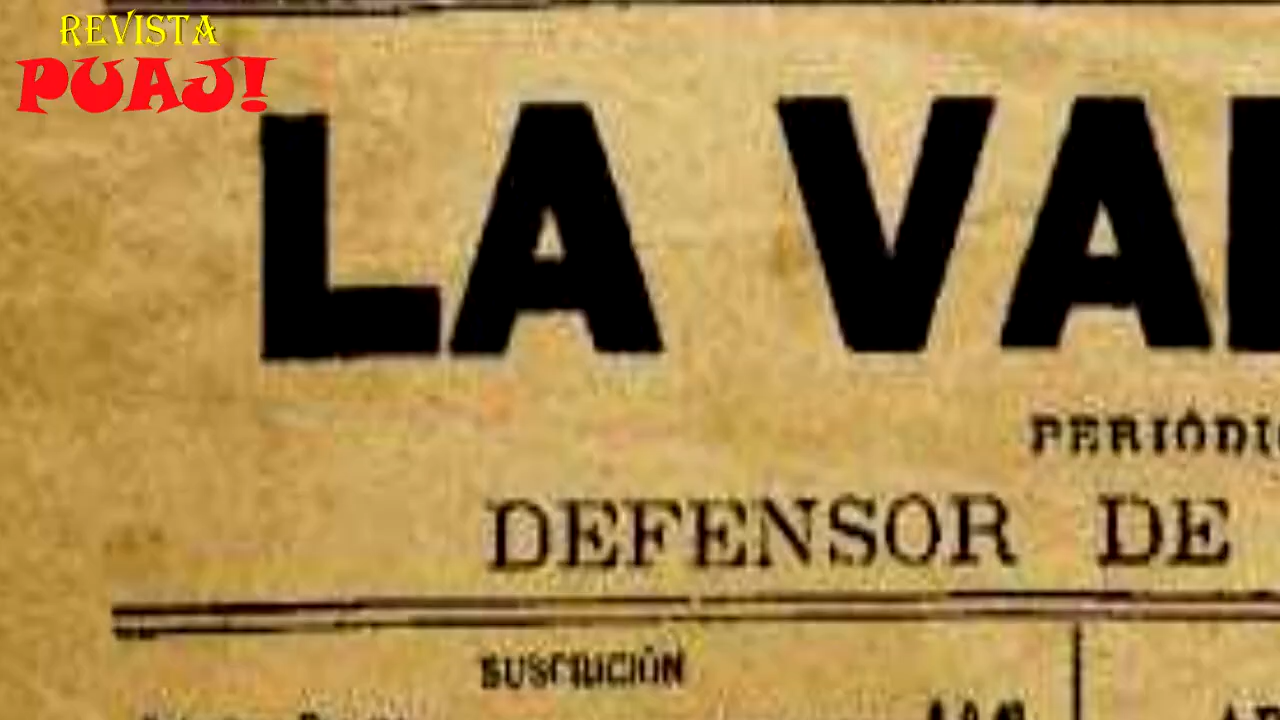 REVISTA
PUAJ!
LA VA
PERIÓDI
DEFENSOR DE
SUSCRICIÓN